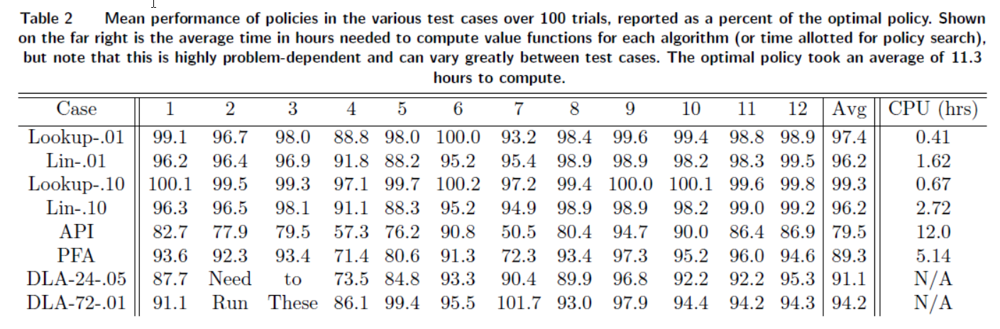 Table 2 Mean performance of policies in the various test cases over 100 trials, reported as a percent of the optimal policy. Shown
on the far right is the average time in hours needed to compute value functions for each algorithm (or time allotted for policy search),
but note that this is highly problem-dependent and can vary greatly between test cases. The optimal policy took an average of 11.3
hours to compute.
Case 1 2 3 4 5 6 7 8 9 10 11 12 Avg CPU (hrs)
Lookup-.01 99.1 96.7 98.0 88.8 98.0 100.0 93.2 98.4 99.6 99.4 98.8 98.9 97.4 0.41
Lin-.01 96.2 96.4 96.9 91.8 88.2 95.2 95.4 98.9 98.9 98.2 98.3 99.5 96.2 1.62
Lookup-.10 100.1 99.5 99.3 97.1 99.7 100.2 97.2 99.4 100.0 100.1 99.6 99.8 99.3 0.67
Lin-.10 96.3 96.5 98.1 91.1 88.3 95.2 94.9 98.9 98.9 98.2 99.0 99.2 96.2 2.72
API 82.7 77.9 79.5 57.3 76.2 90.8 50.5 80.4 94.7 90.0 86.4 86.9 79.5 12.0
PFA 93.6 92.3 93.4 71.4 80.6 91.3 72.3 93.4 97.3 95.2 96.0 94.6 89.3 5.14
DLA-24-.05 87.7 Need to 73.5 84.8 93.3 90.4 89.9 96.8 92.2 92.2 95.3 91.1 N/A
DLA-72-.01 91.1 Run These 86.1 99.4 95.5 101.7 93.0 97.9 94.4 94.2 94.3 94.2 N/A